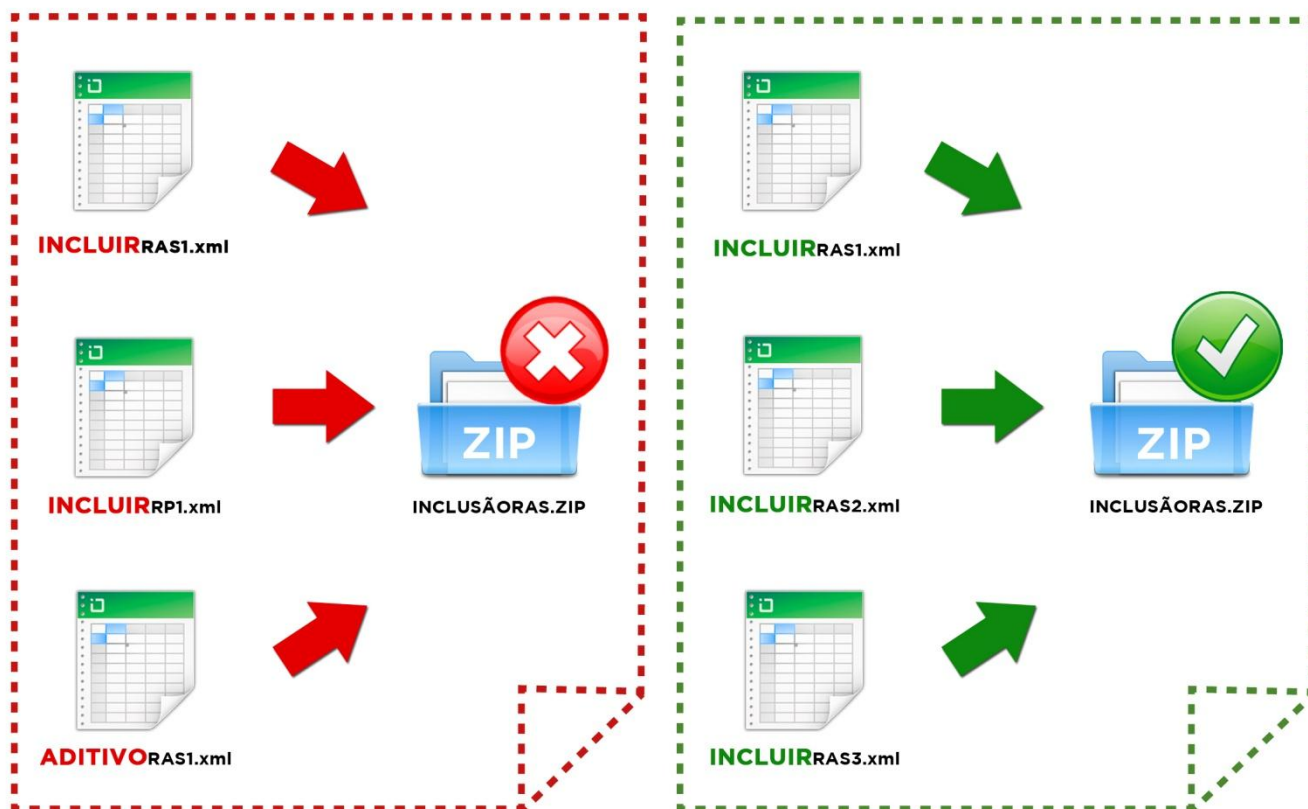 INCLUIRRAS1.xml
INCLUIRRP1.xml
ZIP
INCLUSÃORAS.ZIP
ADITIVORAS1.xml
INCLUIRRAS1.xml
INCLUIRRAS2.xml
ZIP
INCLUSÃORAS.ZIP
INCLUIRRAS3.xml